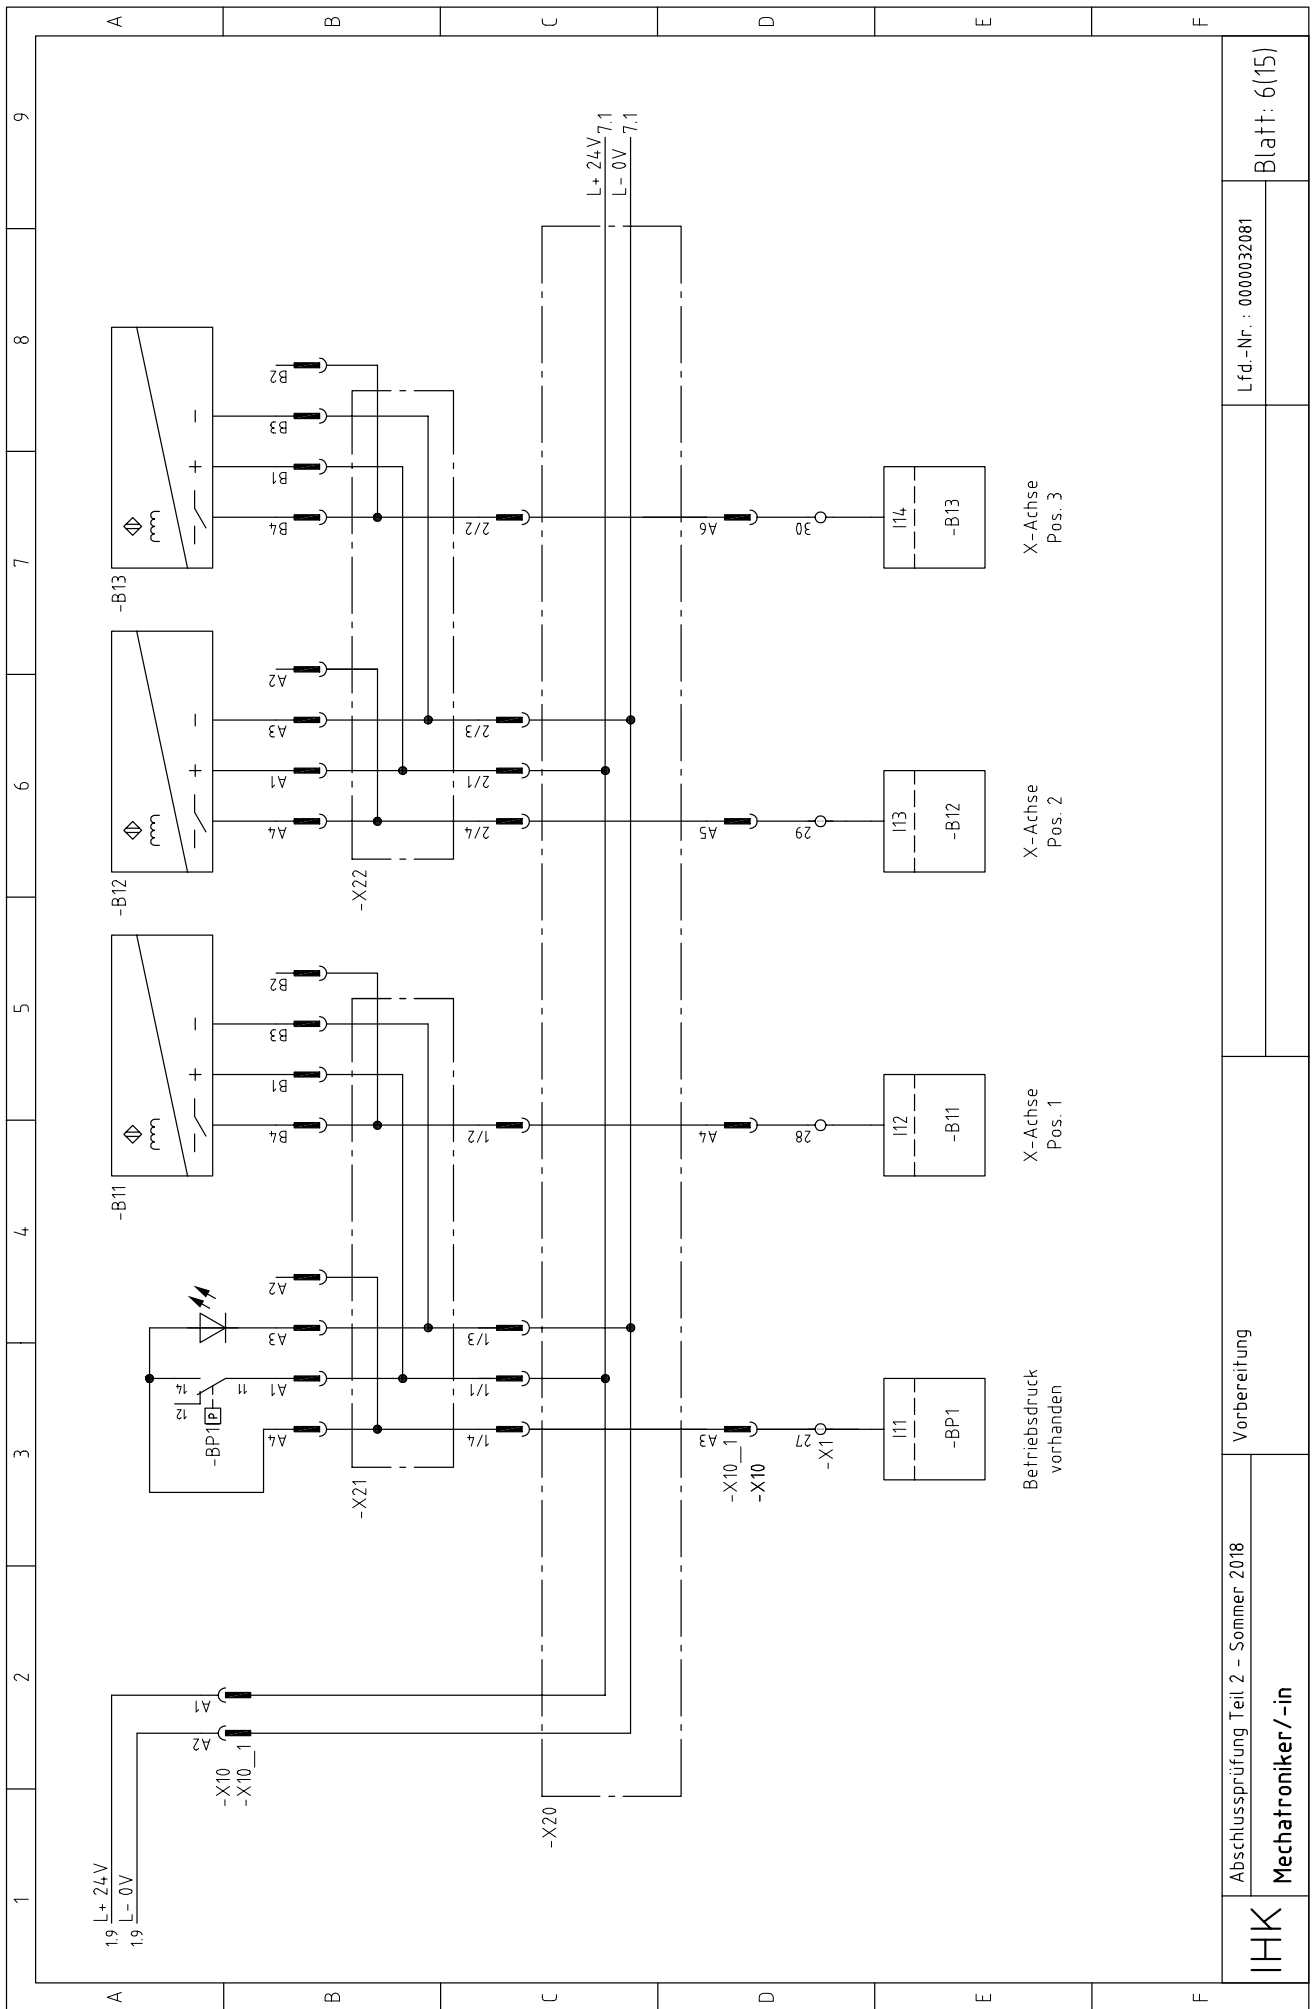 1 2 3 4 5 6 7 8 9
A
B
C
D
E
F
A
B
C
D
E
F
1.9 L+ 24V
1.9 L- 0V
A1
A2
-X10
-X10__1
-BP1
P
12 14
11
-B11
-B12
-B13
+ −
+ −
+ −
A4 A1 A3 A2
B4 B1 B3 B2
A4 A1 A3 A2
B4 B1 B3 B2
-X21
-X22
1/4 1/1 1/3
1/2
2/4 2/1 2/3
2/2
-X20
L+ 24V 7.1
L- 0V 7.1
-X10__1
-X10
A3
A4
A5
A6
-X1
27
28
29
30
I11
-BP1
I12
-B11
I13
-B12
I14
-B13
Betriebsdruck
vorhanden
X-Achse
Pos. 1
X-Achse
Pos. 2
X-Achse
Pos. 3
IHK
Abschlussprüfung Teil 2 - Sommer 2018
Mechatroniker/-in
Vorbereitung
Lfd.-Nr.: 0000032081
Blatt: 6(15)